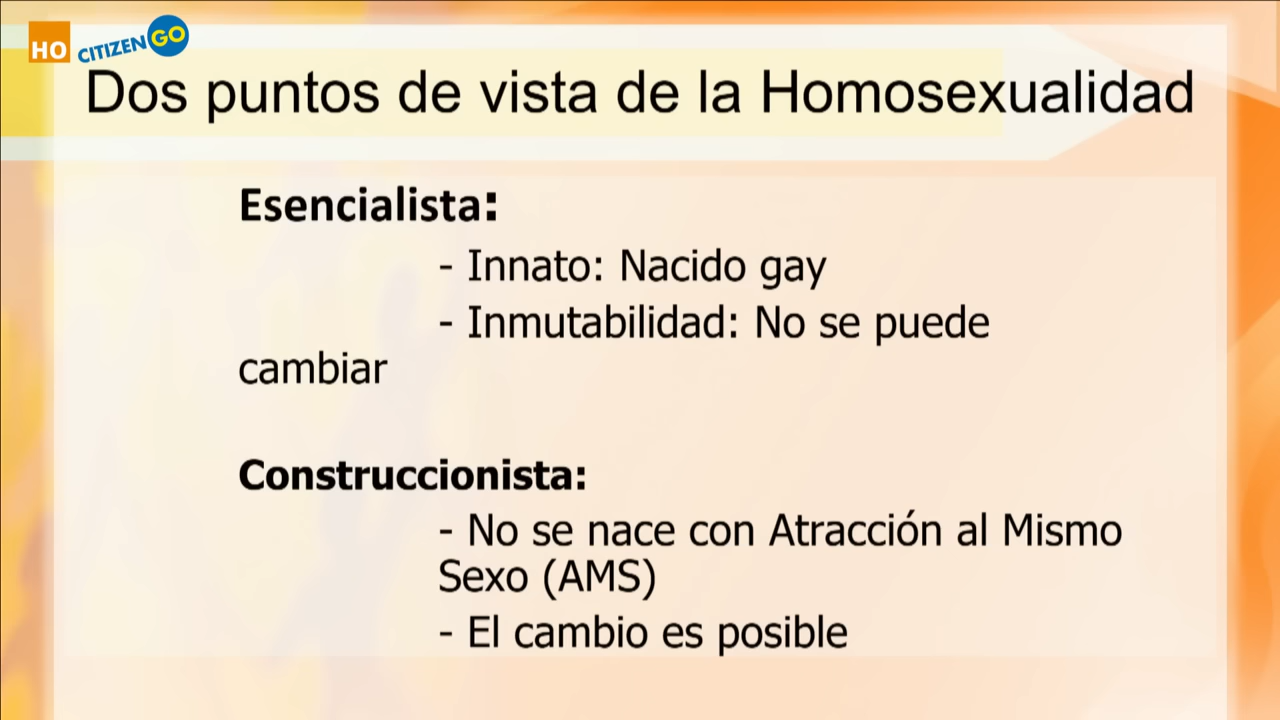 HO CITIZENGO
Dos puntos de vista de la Homosexualidad
Esencialista:
- Innato: Nacido gay
- Inmutabilidad: No se puede
cambiar
Construccionista:
- No se nace con Atracción al Mismo
Sexo (AMS)
- El cambio es posible